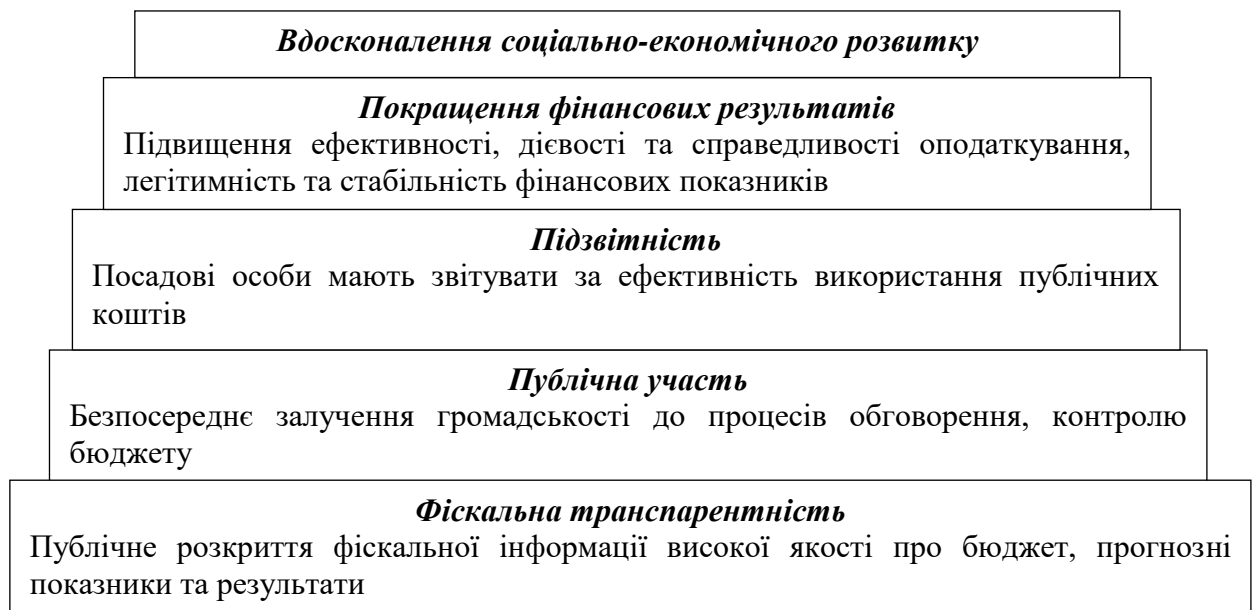 Вдосконалення соціально-економічного розвитку
Покращення фінансових результатів
Підвищення ефективності, дієвості та справедливості оподаткування,
легітимність та стабільність фінансових показників
Підзвітність
Посадові особи мають звітувати за ефективність використання публічних
коштів
Публічна участь
Безпосереднє залучення громадськості до процесів обговорення, контролю
бюджету
Фіскальна транспарентність
Публічне розкриття фіскальної інформації високої якості про бюджет, прогнозні
показники та результати